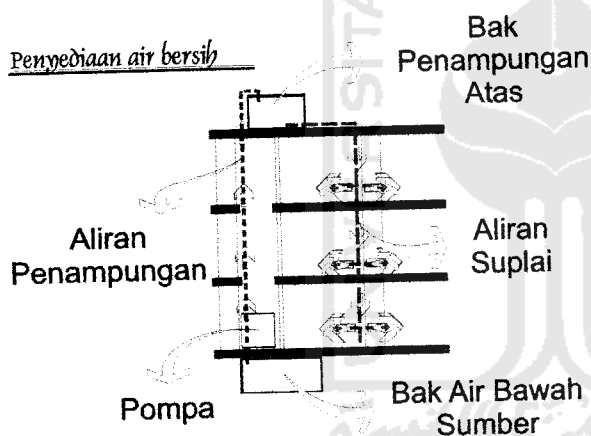 Penyediaan air bersih
Bak
Penampungan
Atas
Aliran
Penampungan
Aliran
Suplai
Pompa
Bak Air Bawah
Sumber